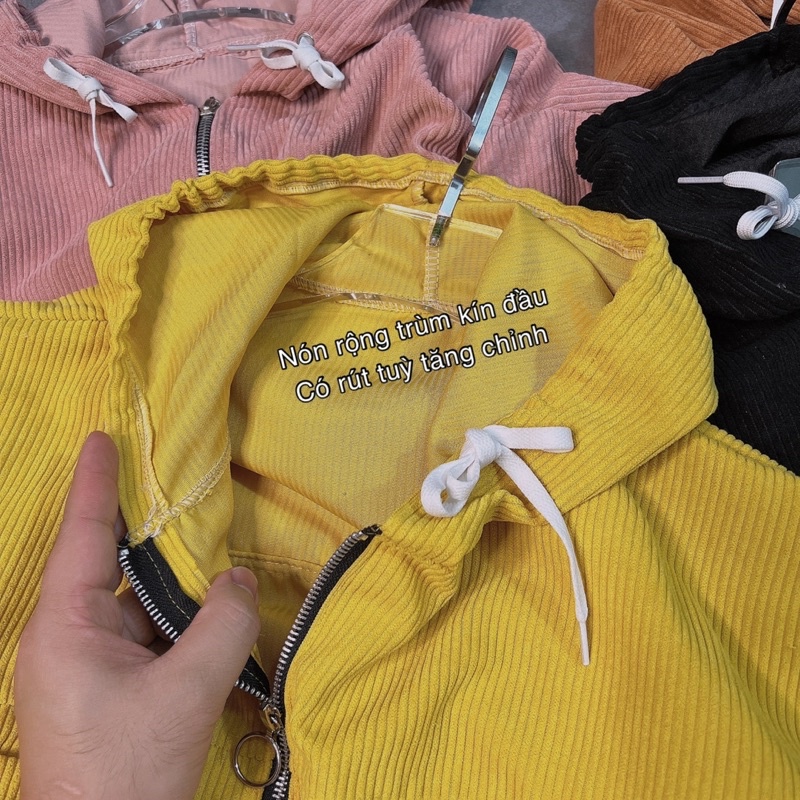 Nón rộng trùm kín đầu
Có rút tuỳ tăng chỉnh